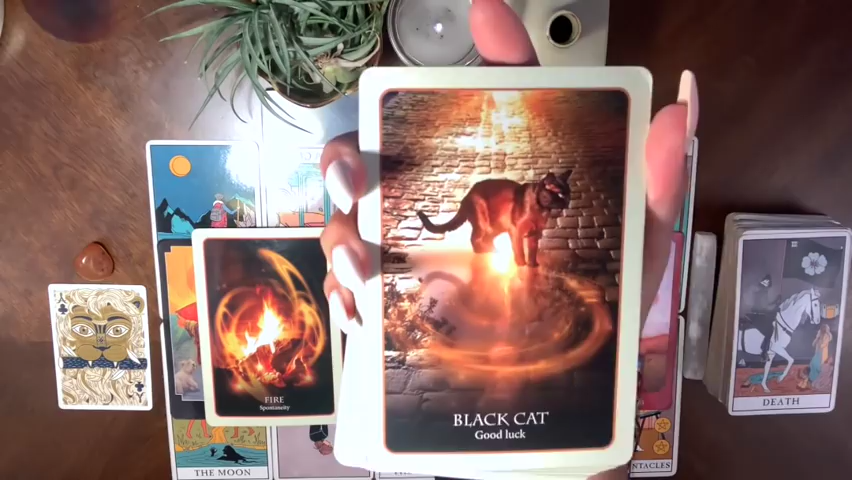 BLACK CAT
Good luck
FIRE
Spontaneity
THE MOON
DEATH
A